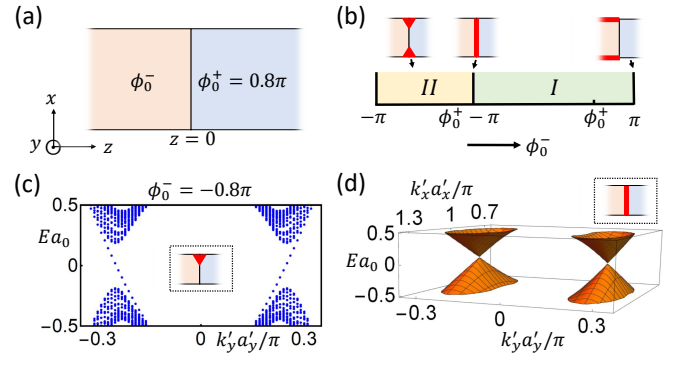 (a)
ϕ₀⁻
ϕ₀⁺ = 0.8π
x
y
z
z = 0
(b)
II
I
−π
ϕ₀⁺ − π
ϕ₀⁺
π
ϕ₀⁻
(c)
ϕ₀⁻ = −0.8π
0.5
Ea₀
0
-0.5
-0.3
0
k′ᵧa′ᵧ/π
0.3
(d)
k′ₓa′ₓ/π
1.3
1
0.7
0.5
Ea₀
0
-0.5
−0.3
0
0.3
k′ᵧa′ᵧ/π